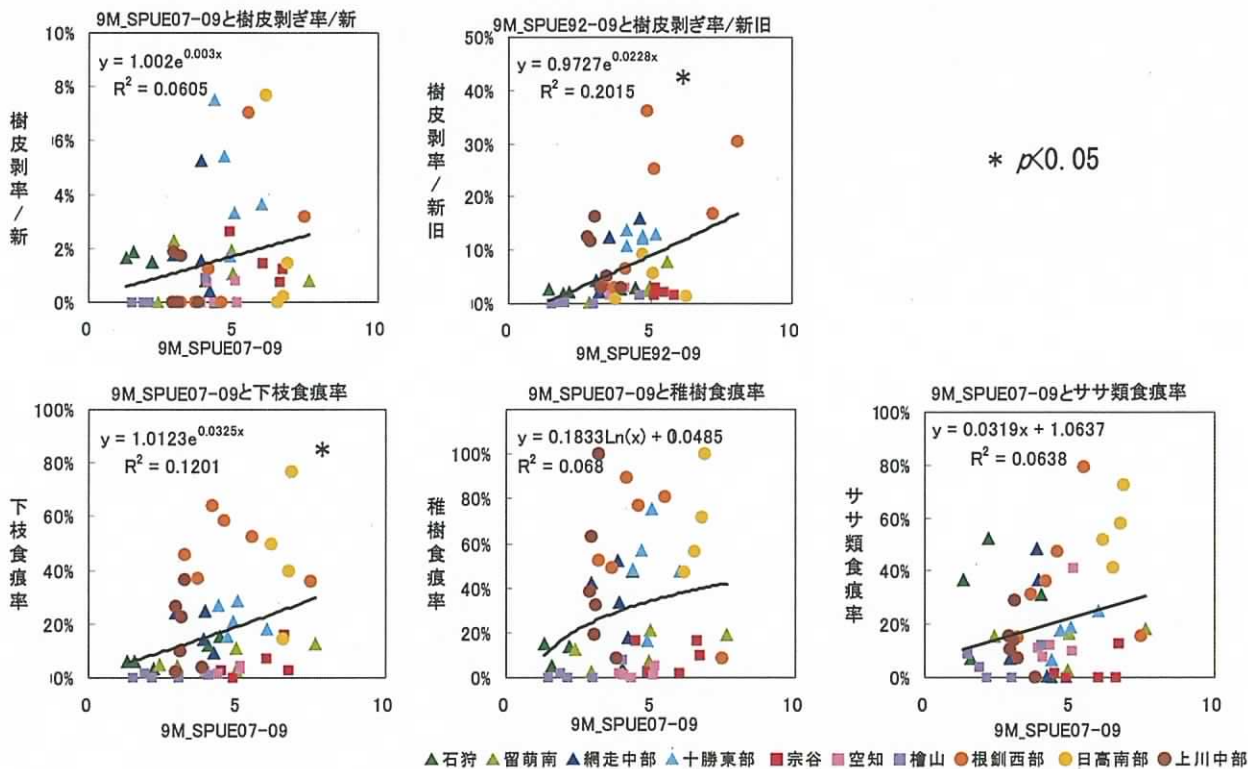 9M_SPUE07-09と樹皮剥ぎ率/新
10%
8%
)6%
4%
2%
)0%
樹皮剥率/新
y = 1.002e^0.003x
R² = 0.0605
0 5 10
9M_SPUE07-09
9M_SPUE92-09と樹皮剥ぎ率/新旧
50%
40%
30%
20%
)10%
)0%
樹皮剥率/新旧
y = 0.9727e^0.0228x
R² = 0.2015
*
0 5 10
9M_SPUE92-09
* p<0.05
9M_SPUE07-09と下枝食痕率
100%
80%
60%
40%
20%
)0%
下枝食痕率
y = 1.0123e^0.0325x
R² = 0.1201
*
0 5 10
9M_SPUE07-09
9M_SPUE07-09と稚樹食痕率
100%
80%
60%
40%
)20%
)0%
稚樹食痕率
y = 0.1833Ln(x) + 0.0485
R² = 0.068
0 5 10
9M_SPUE07-09
9M_SPUE07-09とササ類食痕率
100%
80%
60%
40%
20%
0%
ササ類食痕率
y = 0.0319x + 1.0637
R² = 0.0638
0 5 10
9M_SPUE07-09
石狩 留萌南 網走中部 十勝東部 宗谷 空知 檜山 根釧西部 日高南部 上川中部